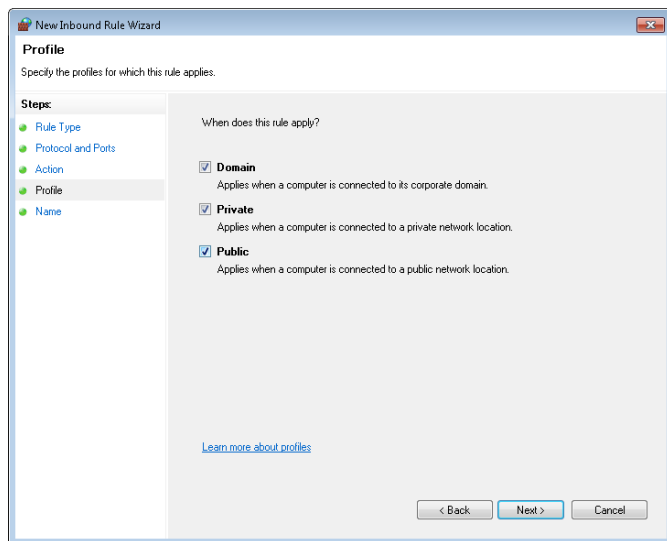 New Inbound Rule Wizard
Profile
Specify the profiles for which this rule applies.
Steps:
Rule Type
Protocol and Ports
Action
Profile
Name
When does this rule apply?
Domain
Applies when a computer is connected to its corporate domain.
Private
Applies when a computer is connected to a private network location.
Public
Applies when a computer is connected to a public network location.
Learn more about profiles
< Back
Next >
Cancel